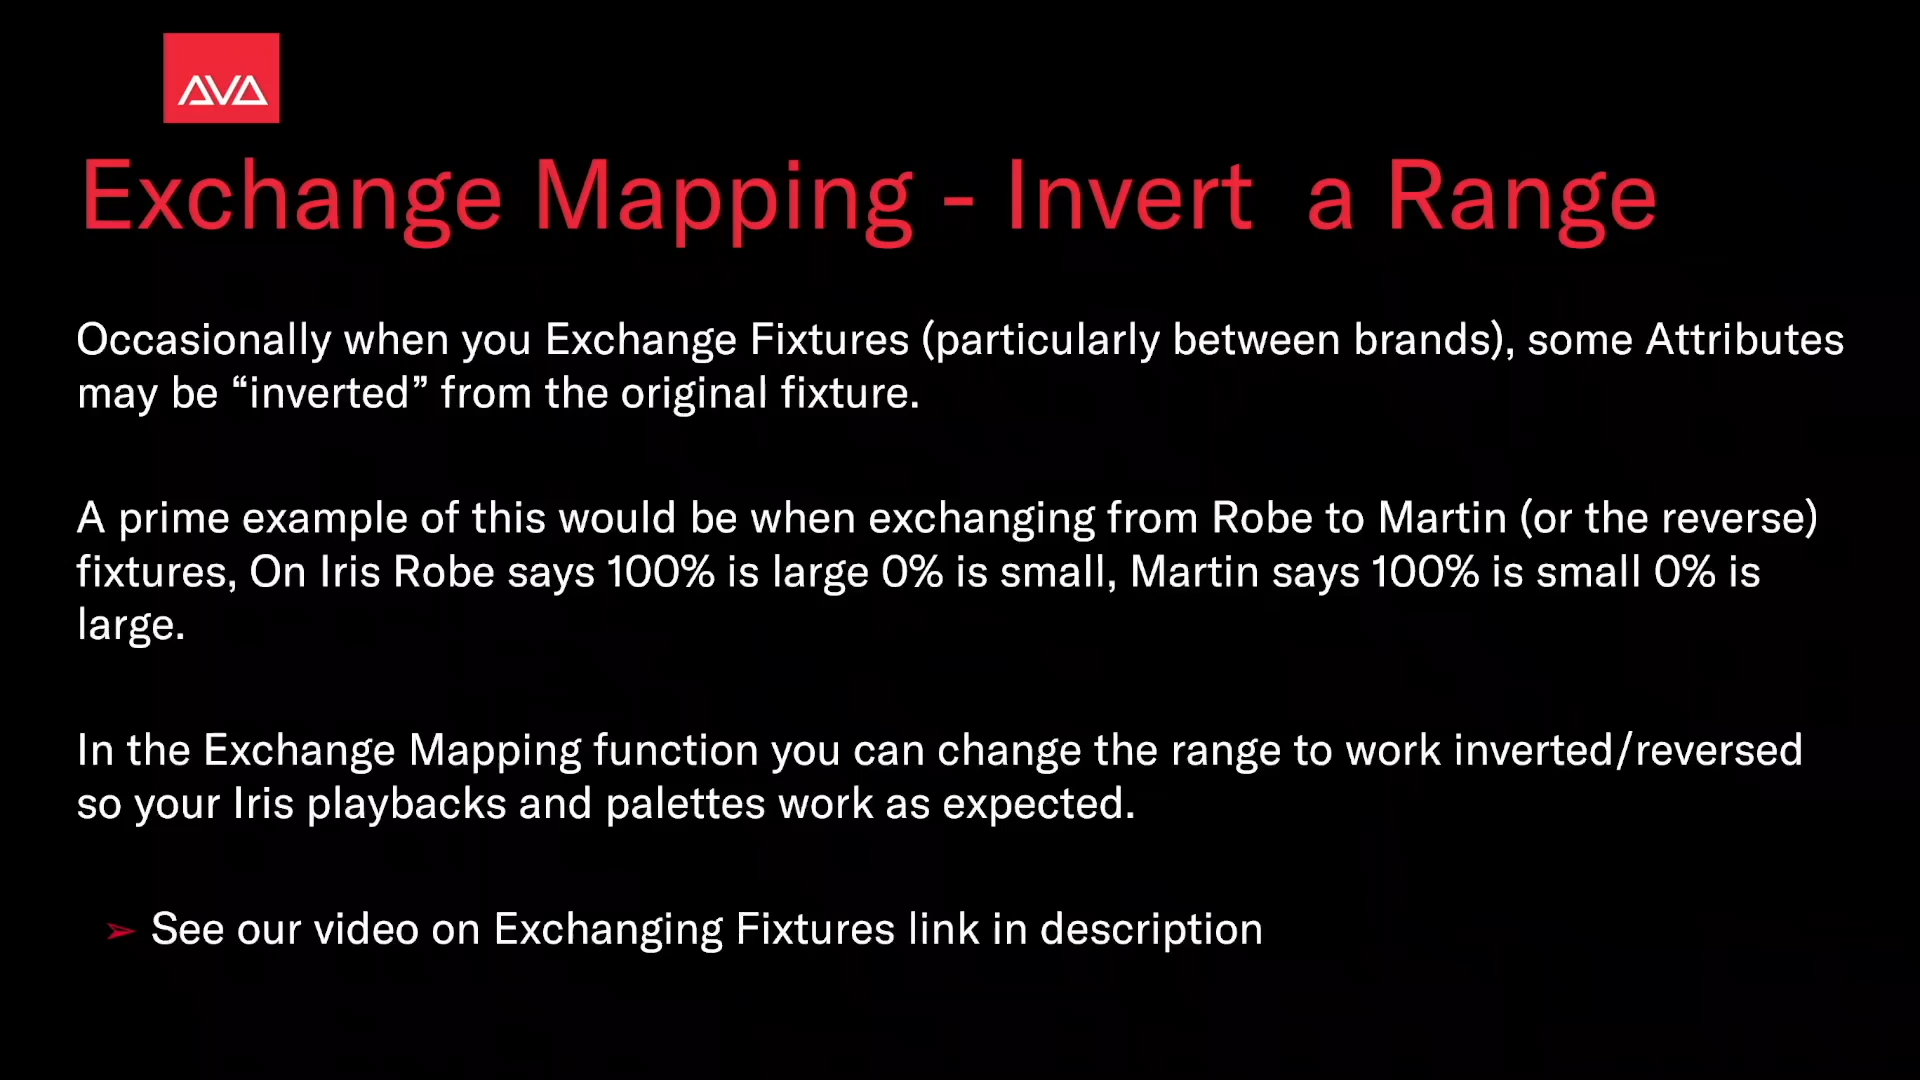 AVA
Exchange Mapping - Invert a Range
Occasionally when you Exchange Fixtures (particularly between brands), some Attributes
may be “inverted” from the original fixture.
A prime example of this would be when exchanging from Robe to Martin (or the reverse)
fixtures, On Iris Robe says 100% is large 0% is small, Martin says 100% is small 0% is
large.
In the Exchange Mapping function you can change the range to work inverted/reversed
so your Iris playbacks and palettes work as expected.
➢ See our video on Exchanging Fixtures link in description